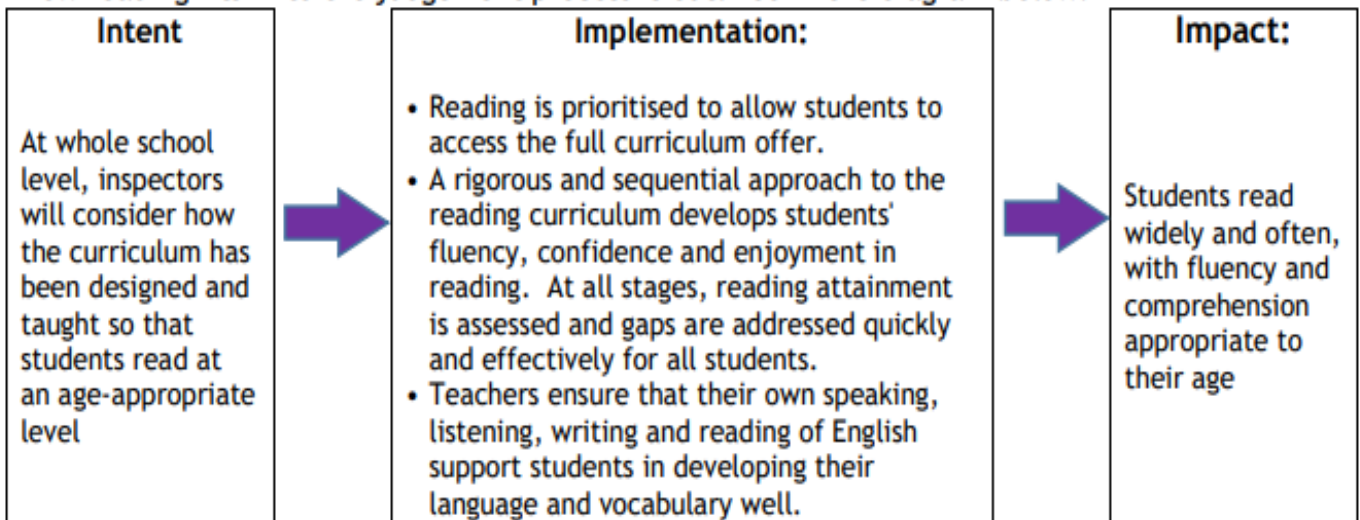 Intent
At whole school
level, inspectors
will consider how
the curriculum has
been designed and
taught so that
students read at
an age-appropriate
level
Implementation:
• Reading is prioritised to allow students to
access the full curriculum offer.
• A rigorous and sequential approach to the
reading curriculum develops students'
fluency, confidence and enjoyment in
reading. At all stages, reading attainment
is assessed and gaps are addressed quickly
and effectively for all students.
• Teachers ensure that their own speaking,
listening, writing and reading of English
support students in developing their
language and vocabulary well.
Impact:
Students read
widely and often,
with fluency and
comprehension
appropriate to
their age